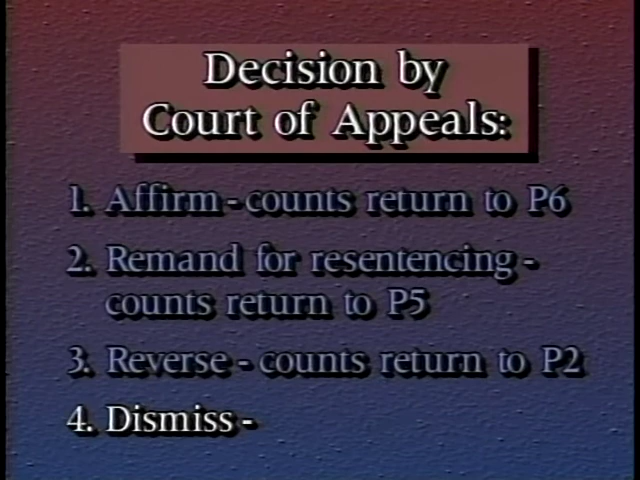 Decision by
Court of Appeals:
1. Affirm - counts return to P6
2. Remand for resentencing -
counts return to P5
3. Reverse - counts return to P2
4. Dismiss -